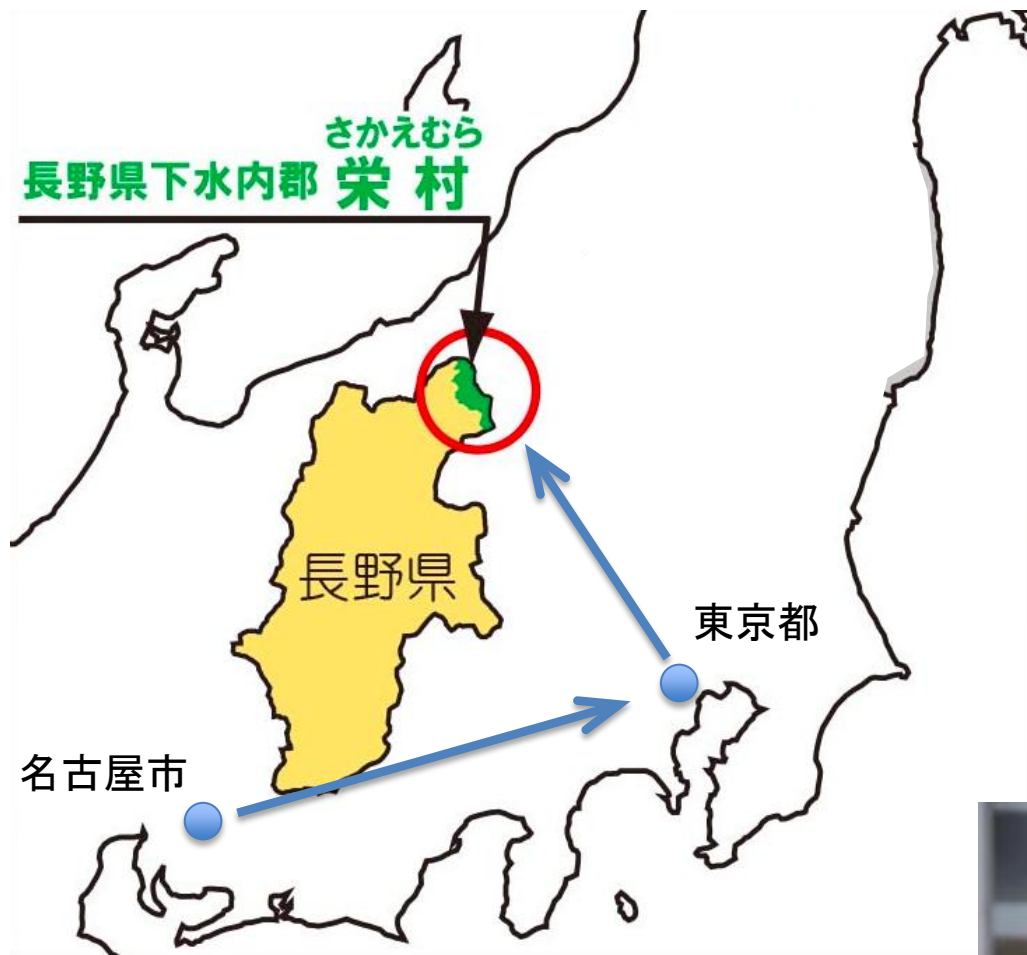 さかえむら
長野県下水内郡 栄村
長野県
東京都
名古屋市